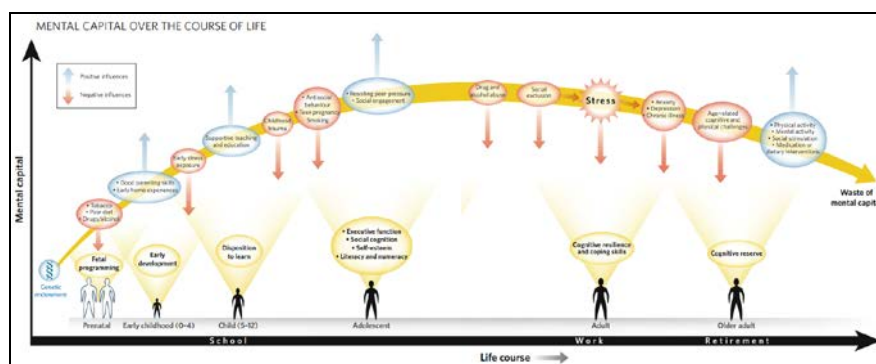 MENTAL CAPITAL OVER THE COURSE OF LIFE
Positive influences
Negative influences
Mental capital
Genetic
endowment
• Tobacco
• Poor diet
• Drugs/alcohol
• Good parenting skills
• Early home experiences
Early stress
exposure
Supportive teaching
and education
Childhood
trauma
• Antisocial
behaviour
• Teen pregnancy
Smoking
• Resisting peer pressure
• Social engagement
Drug and
alcohol abuse
Social
exclusion
Stress
• Anxiety
• Depression
• Chronic illness
Age-related
cognitive and
physical challenges
• Physical activity
• Mental activity
• Social stimulation
• Medication or
dietary interventions
Waste of
mental capit
Fetal
programming
Early
development
Disposition
to learn
• Executive function
• Social cognition
• Self-esteem
• Literacy and numeracy
Cognitive resilience
and coping skills
Cognitive reserve
Prenatal
Early childhood (0–4)
Child (5–12)
Adolescent
Adult
Older adult
School
Work
Retirement
Life course